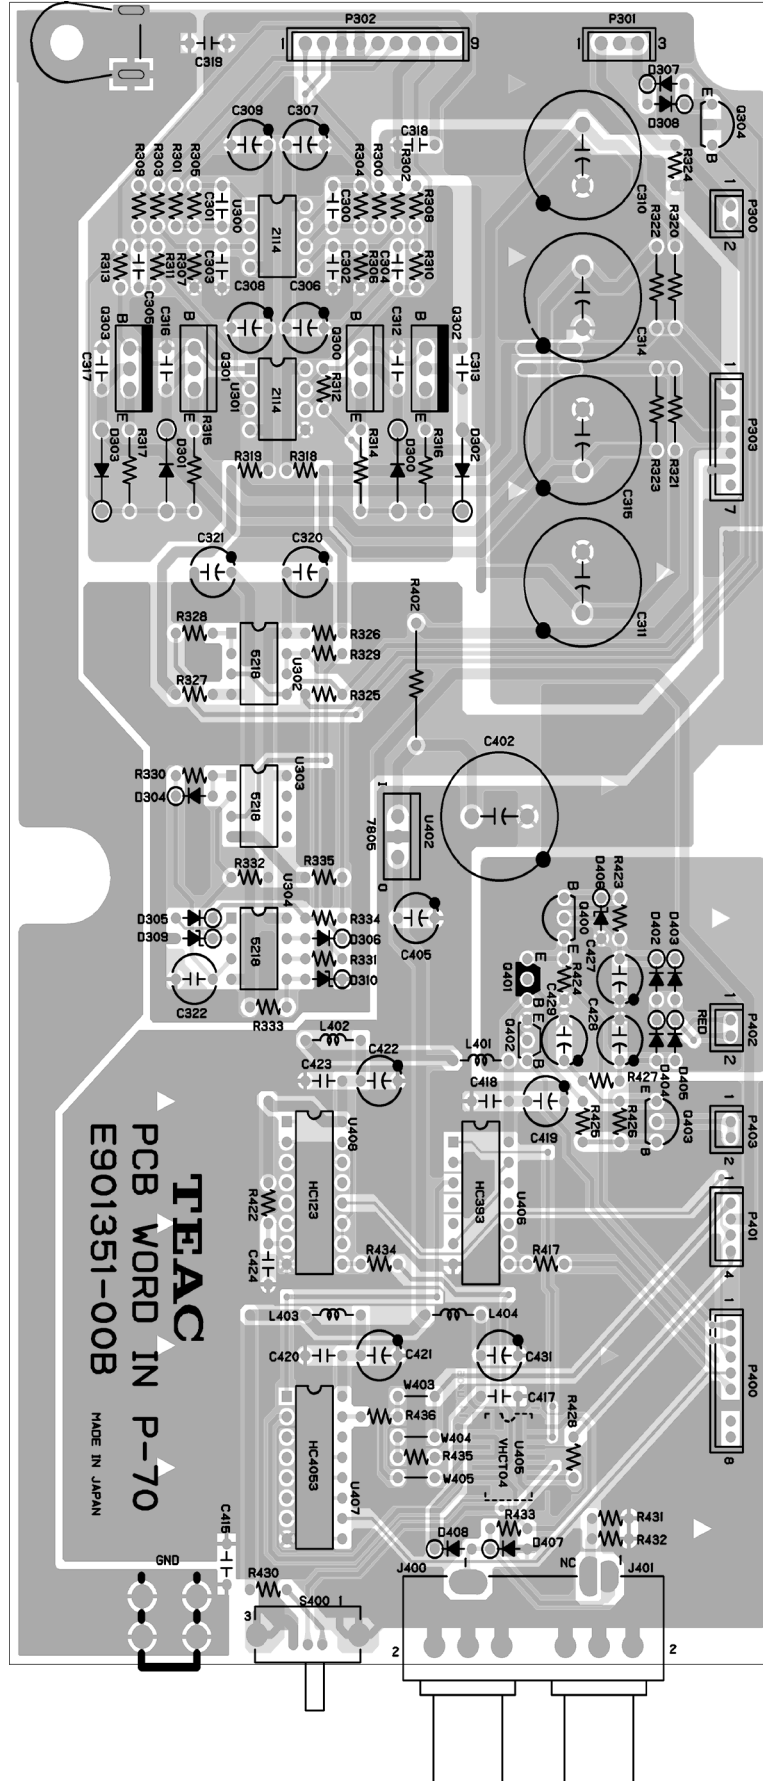 P302
1
9
P301
1
3
C319
D307
D308
E
Q304
B
C309
C307
C318
R324
R309
R303
R301
R305
C301
U300
2114
C300
R304
R300
R302
R308
C310
P300
1
2
R322
R320
R313
C305
R311
R307
C303
C302
R306
C304
R310
C308
C306
Q303
B
C316
B
Q301
U301
2114
Q300
B
R312
C312
Q302
B
C313
C314
C317
E
E
E
E
1
P303
7
D303
R317
D301
R315
R319
R318
R314
D300
R316
D302
R323
R321
C315
C321
C320
R402
C311
R328
5218
U302
R326
R329
R327
R325
R330
D304
5218
U303
C402
I
7805
U402
O
R332
R335
U304
D305
D309
5218
R334
D306
R331
D310
C405
C322
R333
D406
R423
B
Q400
E
C427
D402
D403
E
Q401
B
R424
C429
C428
RED
1
P402
2
E
Q402
B
L402
L401
C423
C422
C418
C419
R427
D404
D405
E
Q403
B
R425
R426
1
P403
2
U408
HC123
R422
C424
HC393
U406
R434
R417
1
P401
4
TEAC
PCB WORD IN P-70
E901351-00B
MADE IN JAPAN
L403
L404
C420
C421
C431
1
P400
8
W403
C417
R436
HC4053
U407
W404
R435
W405
VHCT04
U405
R428
C415
GND
R433
D408
D407
R431
R432
J400
1
NC
1
J401
R430
S400
3
1
2
2